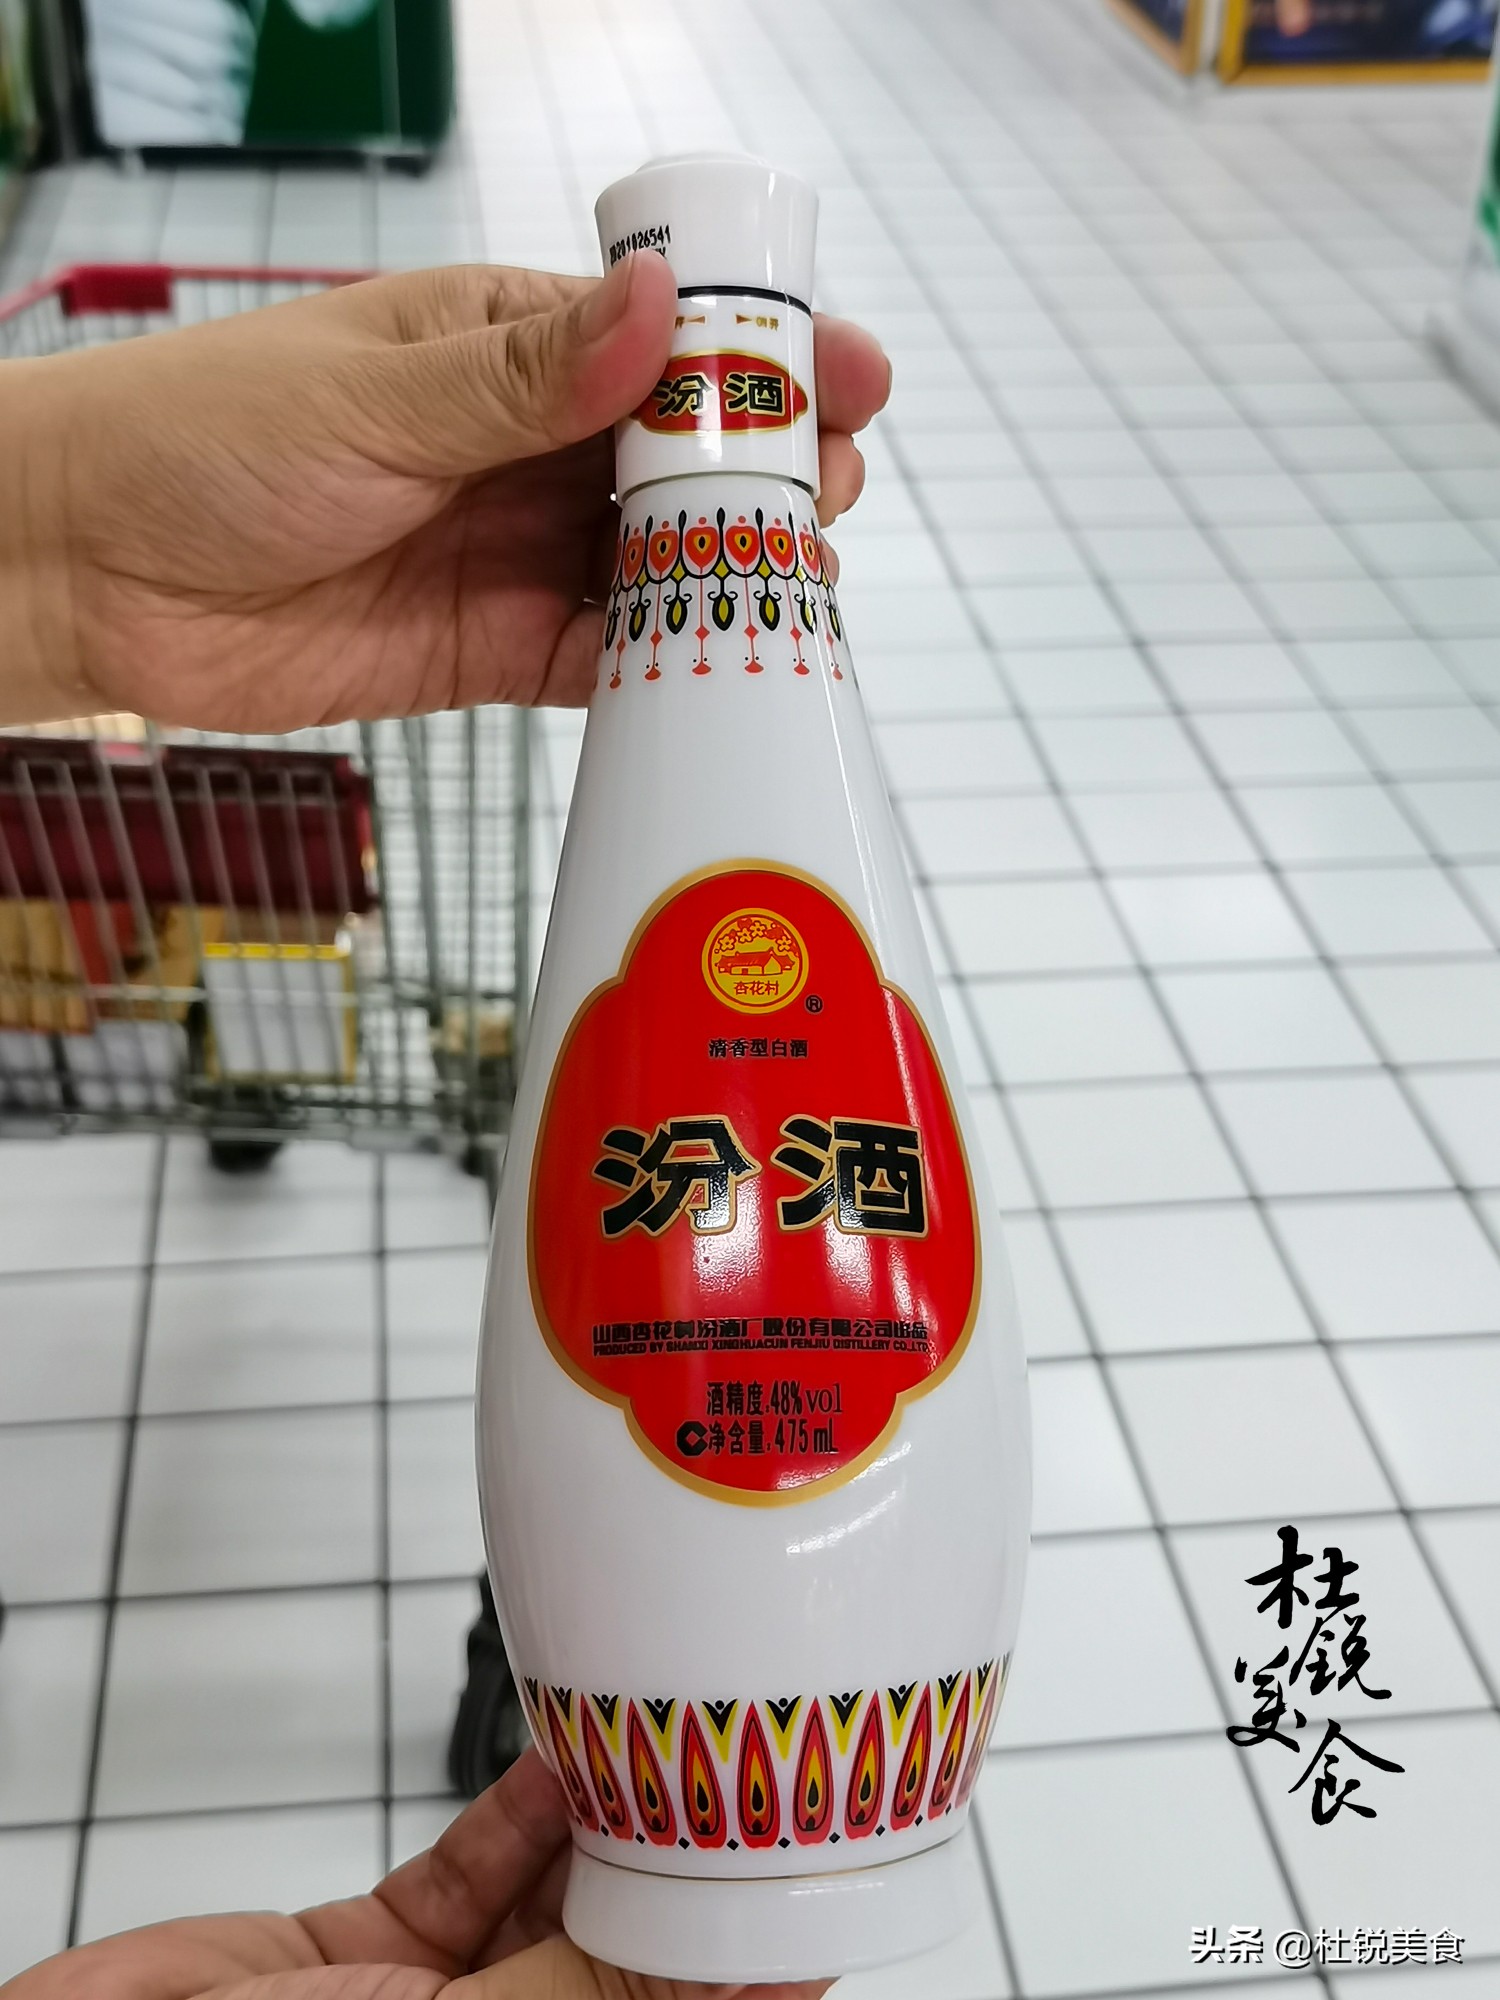 汾酒
杏花村
®
清香型白酒
汾酒
山西杏花村汾酒厂股份有限公司出品
PRODUCED BY SHANXI XINGHUACUN FENJIU DISTILLERY CO.,LTD.
酒精度:48%vol
C净含量:475mL
杜锐美食
头条 @杜锐美食